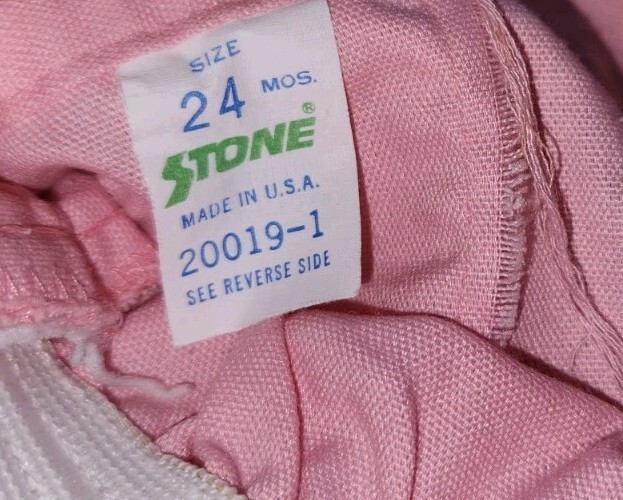 SIZE
24 MOS.
STONE®
MADE IN U.S.A.
20019-1
SEE REVERSE SIDE